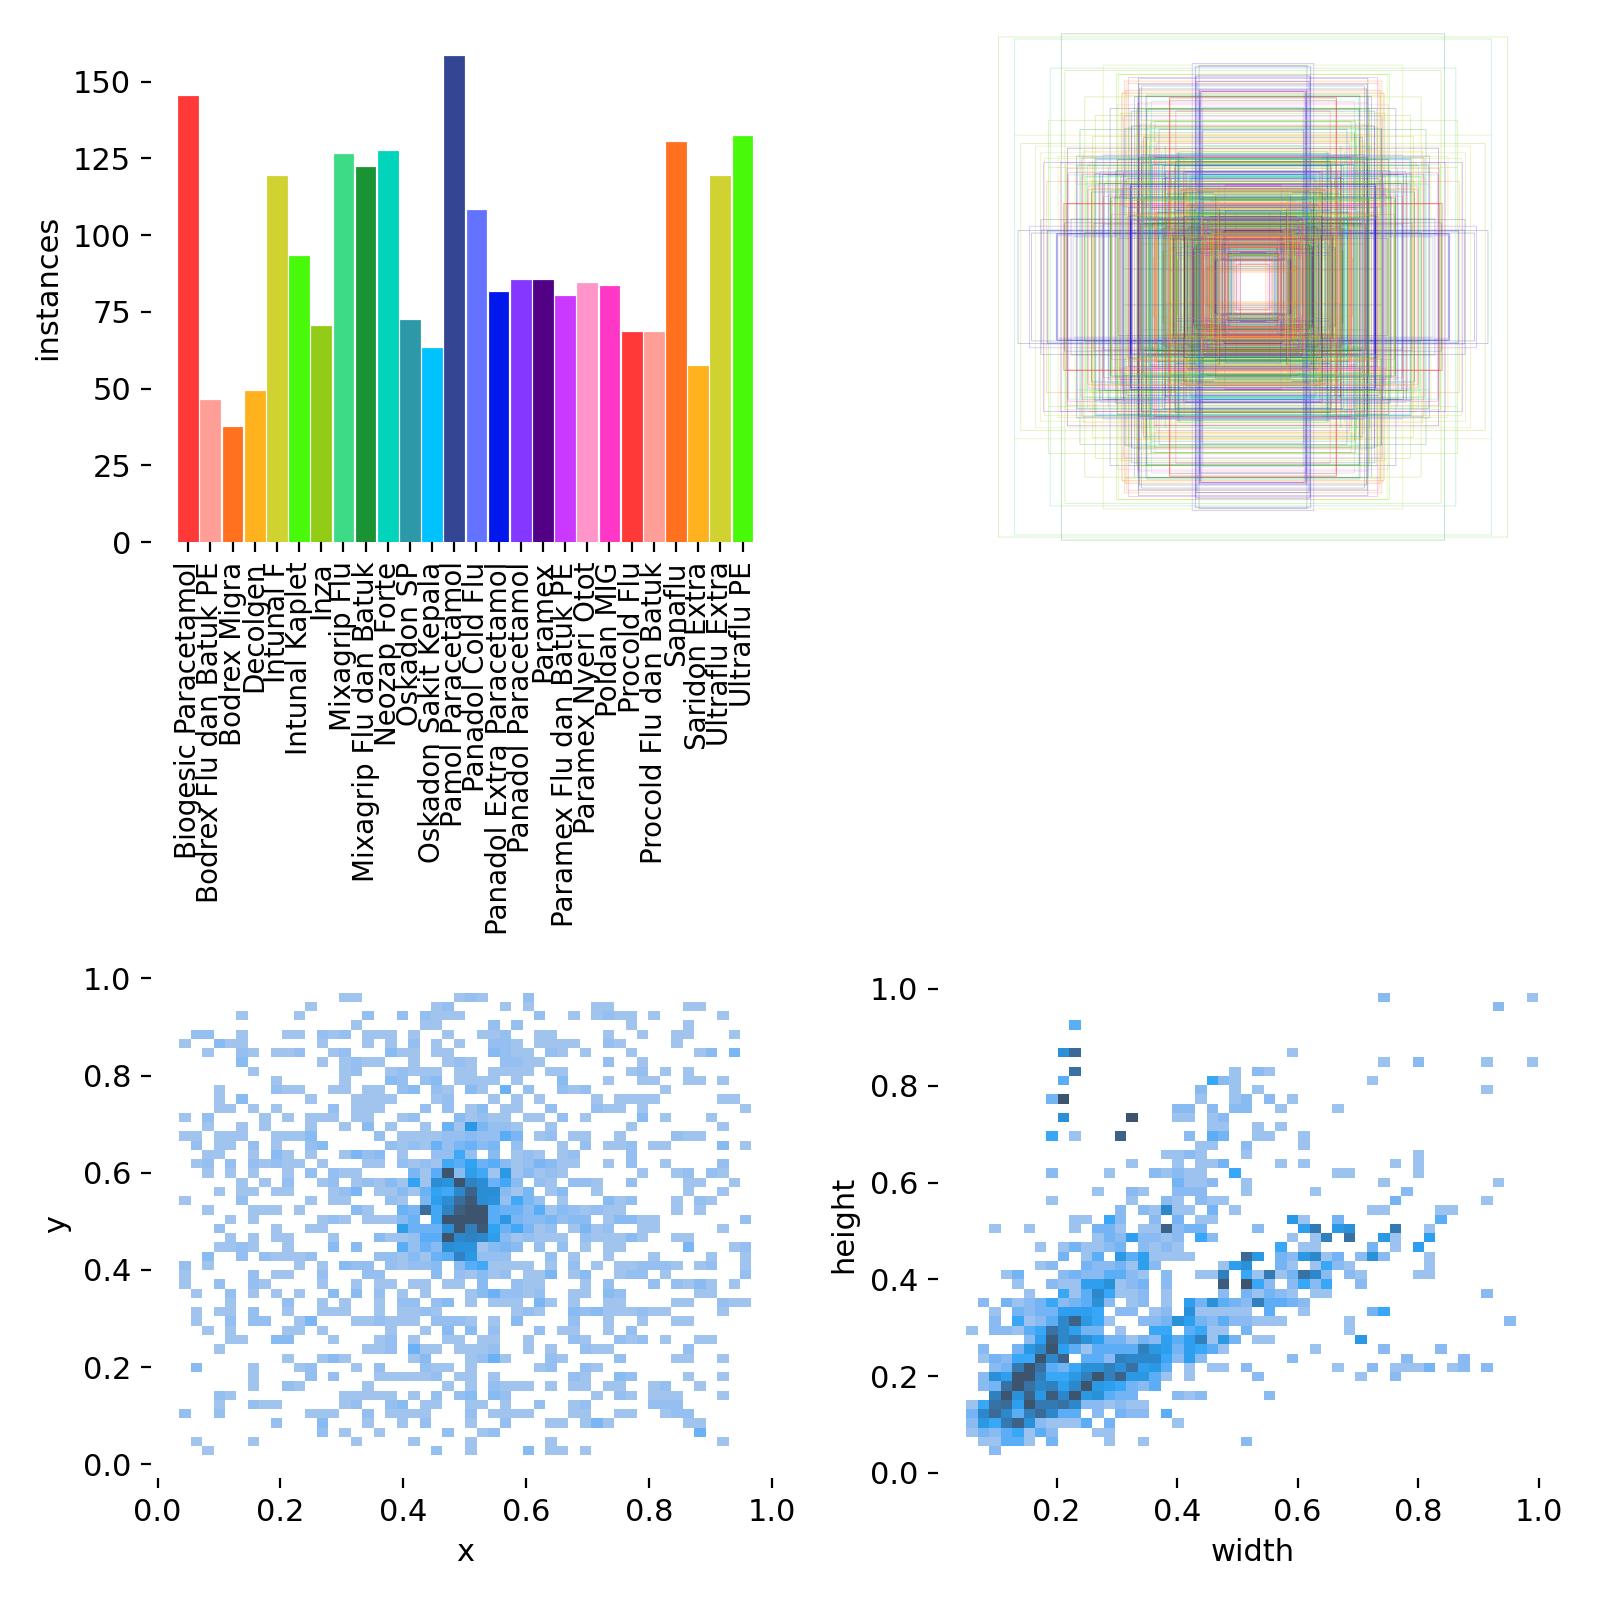 instances
150
125
100
75
50
25
0
Biogesic Paracetamol
Bodrex Flu dan Batuk PE
Bodrex Migra
Decolgen
Intunal F
Intunal Kaplet
Inza
Mixagrip Flu
Mixagrip Flu dan Batuk
Neozap Forte
Oskadon SP
Oskadon Sakit Kepala
Pamol Paracetamol
Panadol Cold Flu
Panadol Extra Paracetamol
Panadol Paracetamol
Paramex
Paramex Flu dan Batuk PE
Paramex Nyeri Otot
Poldan MIG
Procold Flu
Procold Flu dan Batuk
Sanaflu
Saridon Extra
Ultraflu Extra
Ultraflu PE
y
1.0
0.8
0.6
0.4
0.2
0.0
0.0 0.2 0.4 0.6 0.8 1.0
x
height
1.0
0.8
0.6
0.4
0.2
0.0
0.2 0.4 0.6 0.8 1.0
width